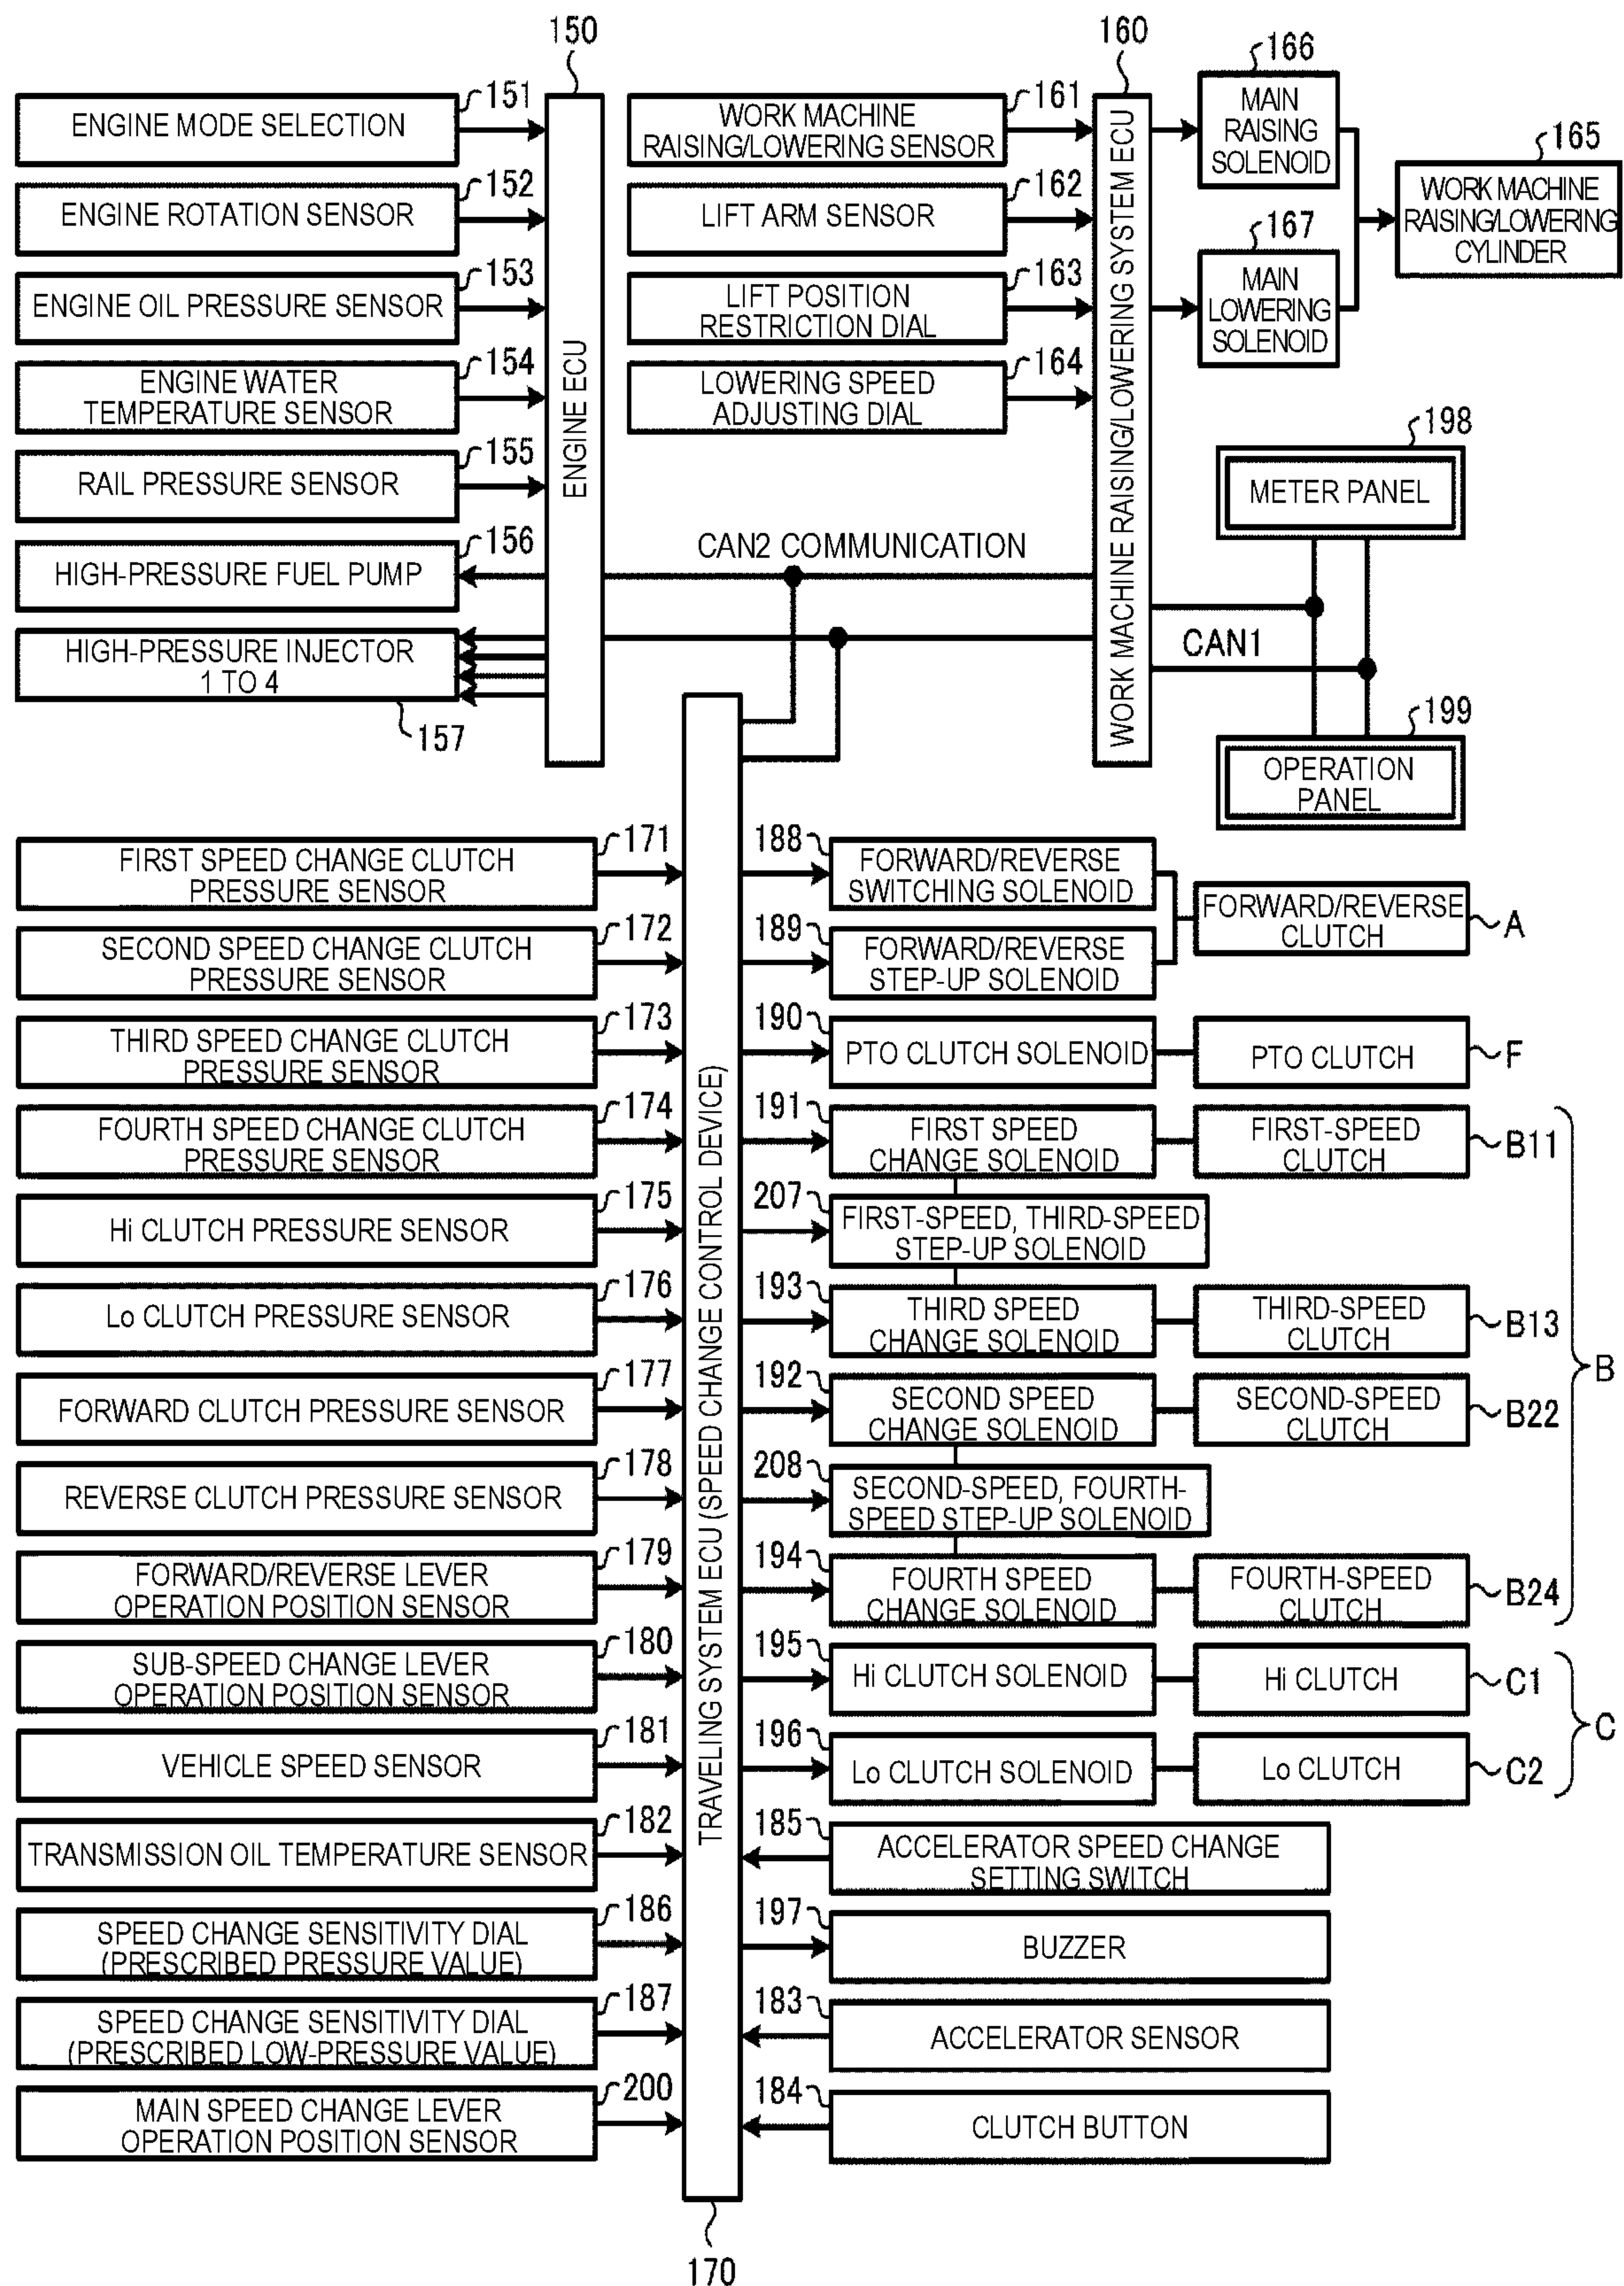 150
ENGINE MODE SELECTION
151
ENGINE ROTATION SENSOR
152
ENGINE OIL PRESSURE SENSOR
153
ENGINE WATER
TEMPERATURE SENSOR
154
RAIL PRESSURE SENSOR
155
HIGH-PRESSURE FUEL PUMP
156
HIGH-PRESSURE INJECTOR
1 TO 4
157
ENGINE ECU
160
WORK MACHINE
RAISING/LOWERING SENSOR
161
LIFT ARM SENSOR
162
LIFT POSITION
RESTRICTION DIAL
163
LOWERING SPEED
ADJUSTING DIAL
164
WORK MACHINE RAISING/LOWERING SYSTEM ECU
166
MAIN
RAISING
SOLENOID
167
MAIN
LOWERING
SOLENOID
165
WORK MACHINE
RAISING/LOWERING
CYLINDER
CAN2 COMMUNICATION
CAN1
198
METER PANEL
199
OPERATION
PANEL
FIRST SPEED CHANGE CLUTCH
PRESSURE SENSOR
171
SECOND SPEED CHANGE CLUTCH
PRESSURE SENSOR
172
THIRD SPEED CHANGE CLUTCH
PRESSURE SENSOR
173
FOURTH SPEED CHANGE CLUTCH
PRESSURE SENSOR
174
Hi CLUTCH PRESSURE SENSOR
175
Lo CLUTCH PRESSURE SENSOR
176
FORWARD CLUTCH PRESSURE SENSOR
177
REVERSE CLUTCH PRESSURE SENSOR
178
FORWARD/REVERSE LEVER
OPERATION POSITION SENSOR
179
SUB-SPEED CHANGE LEVER
OPERATION POSITION SENSOR
180
VEHICLE SPEED SENSOR
181
TRANSMISSION OIL TEMPERATURE SENSOR
182
SPEED CHANGE SENSITIVITY DIAL
(PRESCRIBED PRESSURE VALUE)
186
SPEED CHANGE SENSITIVITY DIAL
(PRESCRIBED LOW-PRESSURE VALUE)
187
MAIN SPEED CHANGE LEVER
OPERATION POSITION SENSOR
200
TRAVELING SYSTEM ECU (SPEED CHANGE CONTROL DEVICE)
170
188
FORWARD/REVERSE
SWITCHING SOLENOID
189
FORWARD/REVERSE
STEP-UP SOLENOID
FORWARD/REVERSE
CLUTCH
A
190
PTO CLUTCH SOLENOID
PTO CLUTCH
F
191
FIRST SPEED
CHANGE SOLENOID
FIRST-SPEED
CLUTCH
B11
207
FIRST-SPEED, THIRD-SPEED
STEP-UP SOLENOID
193
THIRD SPEED
CHANGE SOLENOID
THIRD-SPEED
CLUTCH
B13
192
SECOND SPEED
CHANGE SOLENOID
SECOND-SPEED
CLUTCH
B22
208
SECOND-SPEED, FOURTH-
SPEED STEP-UP SOLENOID
194
FOURTH SPEED
CHANGE SOLENOID
FOURTH-SPEED
CLUTCH
B24
B
195
Hi CLUTCH SOLENOID
Hi CLUTCH
C1
196
Lo CLUTCH SOLENOID
Lo CLUTCH
C2
C
185
ACCELERATOR SPEED CHANGE
SETTING SWITCH
197
BUZZER
183
ACCELERATOR SENSOR
184
CLUTCH BUTTON